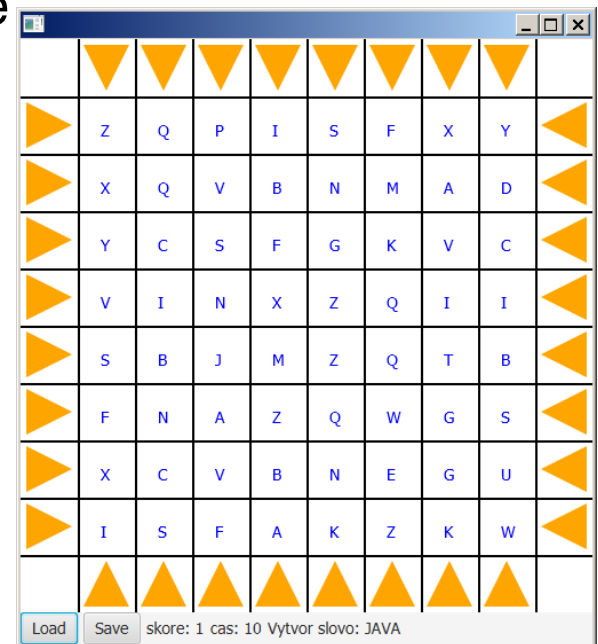 e
Z Q P I S F X Y
X Q V B N M A D
Y C S F G K V C
V I N X Z Q I I
S B J M Z Q T B
F N A Z Q W G S
X C V B N E G U
I S F A K Z K W
Load Save skore: 1 cas: 10 Vytvor slovo: JAVA